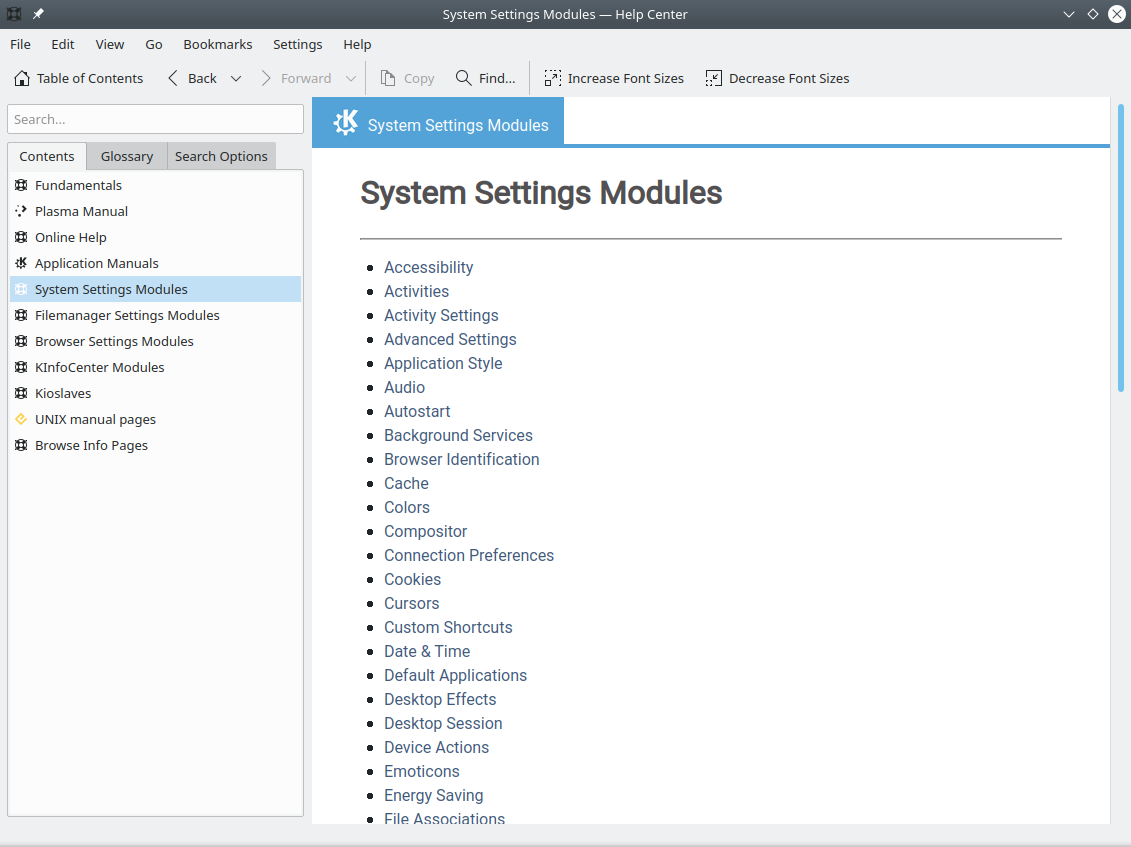 System Settings Modules — Help Center
File Edit View Go Bookmarks Settings Help
Table of Contents Back Forward Copy Find... Increase Font Sizes Decrease Font Sizes
Search...
Contents Glossary Search Options
Fundamentals
Plasma Manual
Online Help
Application Manuals
System Settings Modules
Filemanager Settings Modules
Browser Settings Modules
KInfoCenter Modules
Kioslaves
UNIX manual pages
Browse Info Pages
System Settings Modules
System Settings Modules
Accessibility
Activities
Activity Settings
Advanced Settings
Application Style
Audio
Autostart
Background Services
Browser Identification
Cache
Colors
Compositor
Connection Preferences
Cookies
Cursors
Custom Shortcuts
Date & Time
Default Applications
Desktop Effects
Desktop Session
Device Actions
Emoticons
Energy Saving
File Associations